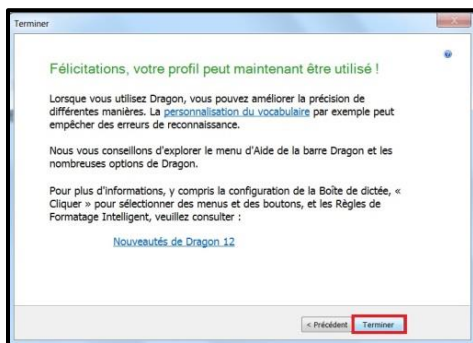 Terminer
Félicitations, votre profil peut maintenant être utilisé !
Lorsque vous utilisez Dragon, vous pouvez améliorer la précision de
différentes manières. La personnalisation du vocabulaire par exemple peut
empêcher des erreurs de reconnaissance.
Nous vous conseillons d'explorer le menu d'Aide de la barre Dragon et les
nombreuses options de Dragon.
Pour plus d'informations, y compris la configuration de la Boîte de dictée, «
Cliquer » pour sélectionner des menus et des boutons, et les Règles de
Formatage Intelligent, veuillez consulter :
Nouveautés de Dragon 12
< Précédent Terminer